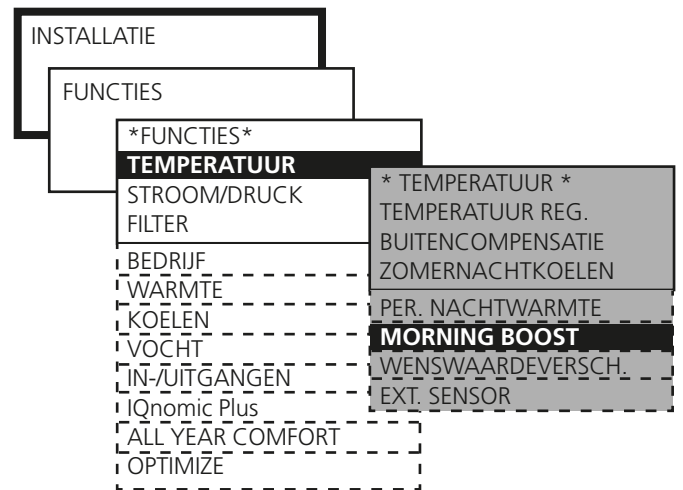 INSTALLATIE
FUNCTIES
*FUNCTIES*
TEMPERATUUR
STROOM/DRUCK
FILTER
BEDRIJF
WARMTE
KOELEN
VOCHT
IN-/UITGANGEN
IQnomic Plus
ALL YEAR COMFORT
OPTIMIZE
* TEMPERATUUR *
TEMPERATUUR REG.
BUITENCOMPENSATIE
ZOMERNACHTKOELEN
PER. NACHTWARMTE
MORNING BOOST
WENSWAARDEVERSCH.
EXT. SENSOR